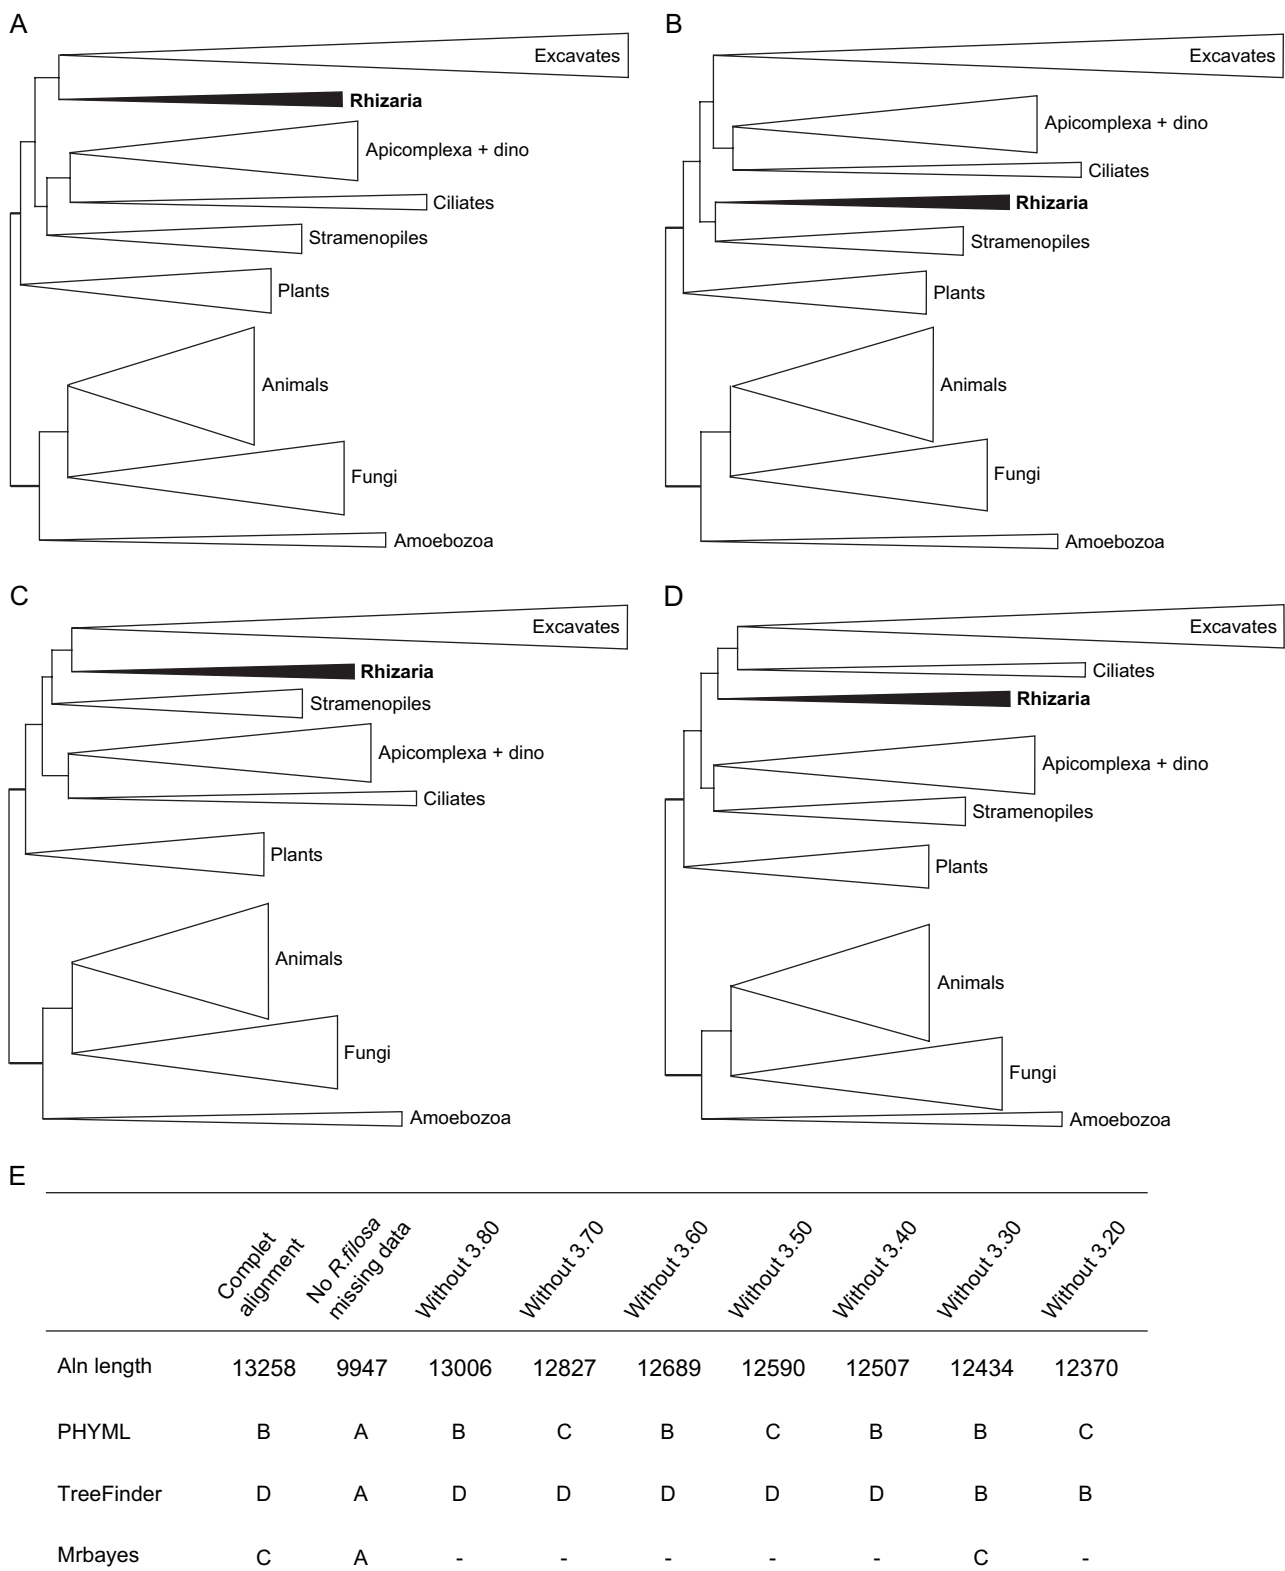 A
Excavates
Rhizaria
Apicomplexa + dino
Ciliates
Stramenopiles
Plants
Animals
Fungi
Amoebozoa
B
Excavates
Apicomplexa + dino
Ciliates
Rhizaria
Stramenopiles
Plants
Animals
Fungi
Amoebozoa
C
Excavates
Rhizaria
Stramenopiles
Apicomplexa + dino
Ciliates
Plants
Animals
Fungi
Amoebozoa
D
Excavates
Ciliates
Rhizaria
Apicomplexa + dino
Stramenopiles
Plants
Animals
Fungi
Amoebozoa
E
Complet
alignment
No R.filosa
missing data
Without 3.80
Without 3.70
Without 3.60
Without 3.50
Without 3.40
Without 3.30
Without 3.20
Aln length 13258 9947 13006 12827 12689 12590 12507 12434 12370
PHYML B A B C B C B B C
TreeFinder D A D D D D D B B
Mrbayes C A - - - - - C -